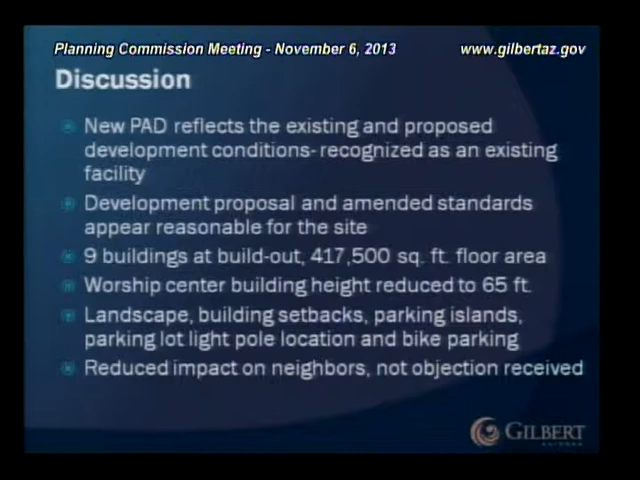 Planning Commission Meeting - November 6, 2013 www.gilbertaz.gov
Discussion
New PAD reflects the existing and proposed
development conditions- recognized as an existing
facility
Development proposal and amended standards
appear reasonable for the site
9 buildings at build-out, 417,500 sq. ft. floor area
Worship center building height reduced to 65 ft.
Landscape, building setbacks, parking islands,
parking lot light pole location and bike parking
Reduced impact on neighbors, not objection received
GILBERT